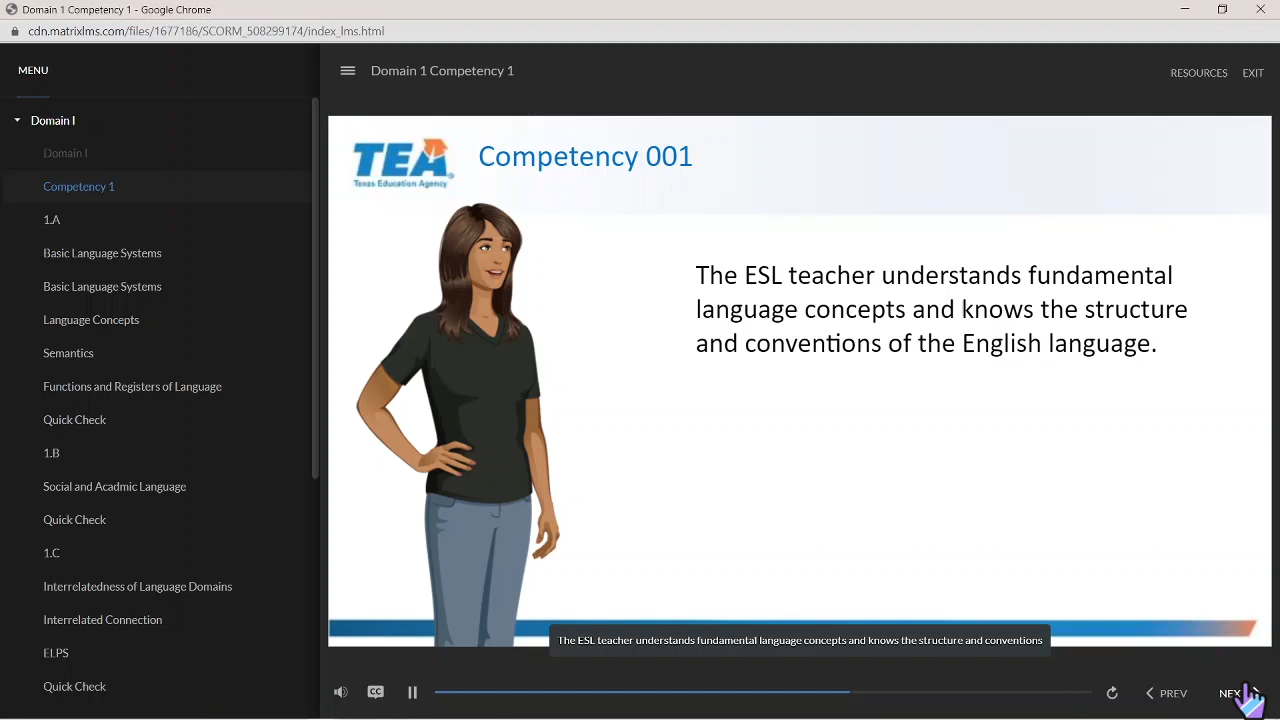 Domain 1 Competency 1 - Google Chrome
cdn.matrixlms.com/files/1677186/SCORM_508299174/index_lms.html
MENU
Domain 1 Competency 1
RESOURCES
EXIT
Domain I
Domain I
Competency 1
1.A
Basic Language Systems
Basic Language Systems
Language Concepts
Semantics
Functions and Registers of Language
Quick Check
1.B
Social and Acadmic Language
Quick Check
1.C
Interrelatedness of Language Domains
Interrelated Connection
ELPS
Quick Check
TEA
Texas Education Agency
Competency 001
The ESL teacher understands fundamental
language concepts and knows the structure
and conventions of the English language.
The ESL teacher understands fundamental language concepts and knows the structure and conventions
CC
PREV